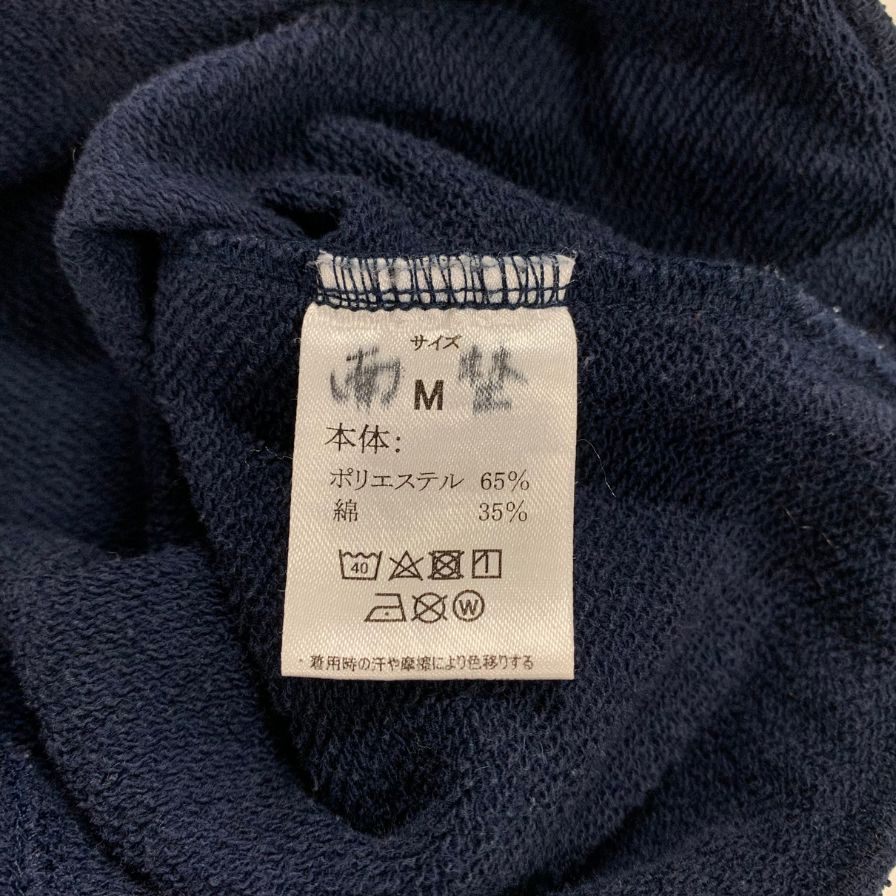 サイズ
M
本体:
ポリエステル 65%
綿 35%
40
W
・着用時の汗や摩擦により色移りする